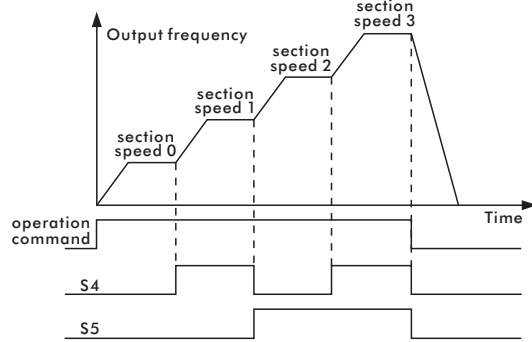 Output frequency
section
speed 3
section
speed 2
section
speed 1
section
speed 0
Time
operation
command
S4
S5